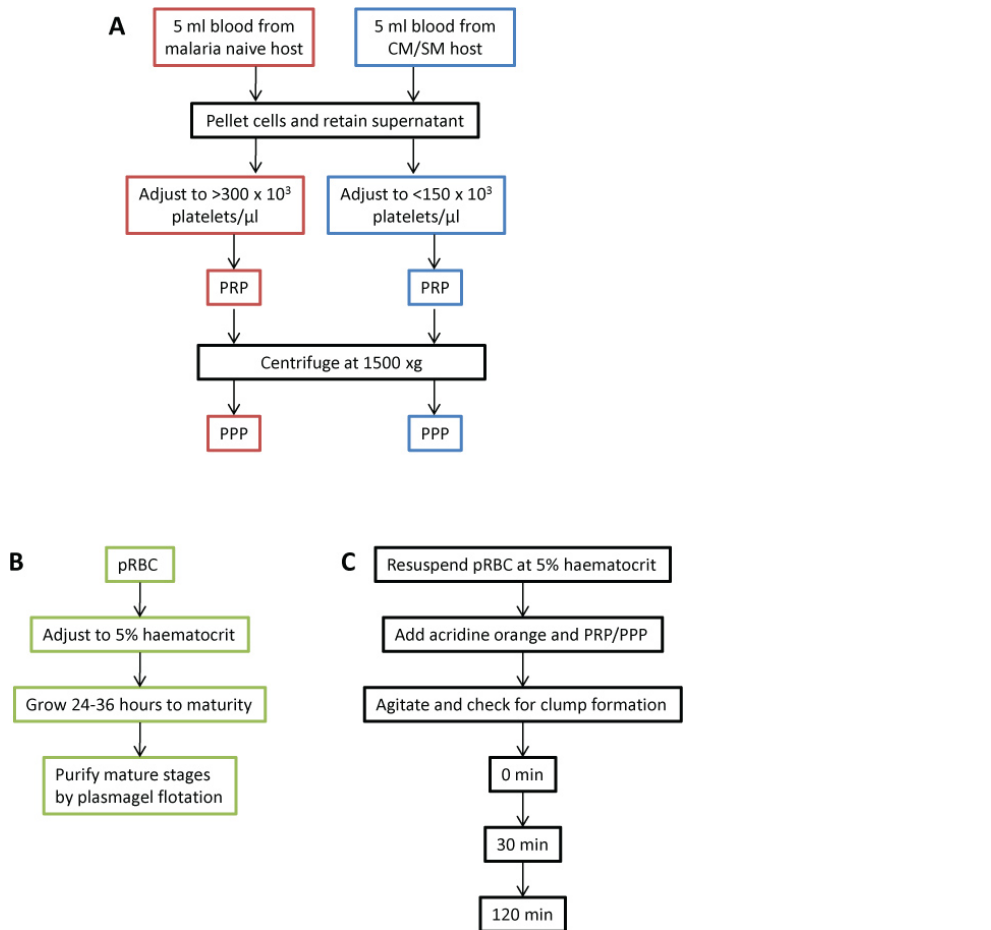 A
5 ml blood from
malaria naive host
5 ml blood from
CM/SM host
Pellet cells and retain supernatant
Adjust to >300 x 10³
platelets/µl
Adjust to <150 x 10³
platelets/µl
PRP
PRP
Centrifuge at 1500 xg
PPP
PPP
B
pRBC
Adjust to 5% haematocrit
Grow 24-36 hours to maturity
Purify mature stages
by plasmagel flotation
C
Resuspend pRBC at 5% haematocrit
Add acridine orange and PRP/PPP
Agitate and check for clump formation
0 min
30 min
120 min